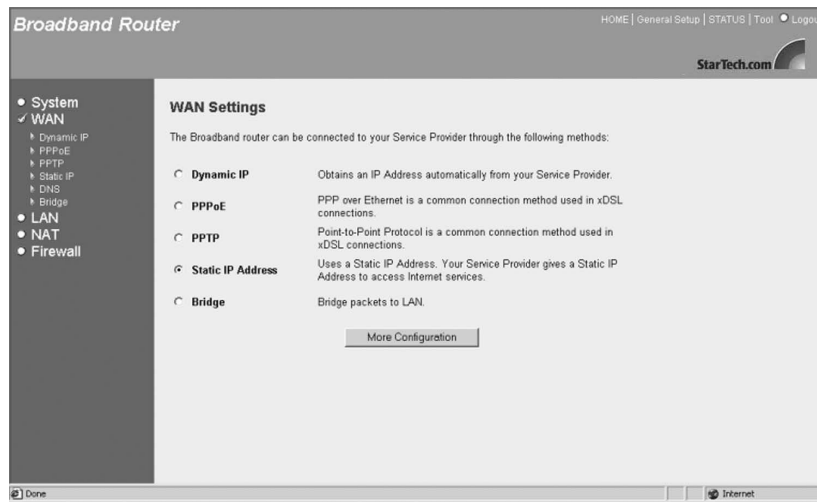 Broadband Router
HOME | General Setup | STATUS | Tool Logou
StarTech.com
System
WAN
Dynamic IP
PPPoE
PPTP
Static IP
DNS
Bridge
LAN
NAT
Firewall
WAN Settings
The Broadband router can be connected to your Service Provider through the following methods:
Dynamic IP Obtains an IP Address automatically from your Service Provider.
PPPoE PPP over Ethernet is a common connection method used in xDSL
connections.
PPTP Point-to-Point Protocol is a common connection method used in
xDSL connections.
Static IP Address Uses a Static IP Address. Your Service Provider gives a Static IP
Address to access Internet services.
Bridge Bridge packets to LAN.
More Configuration
Done Internet